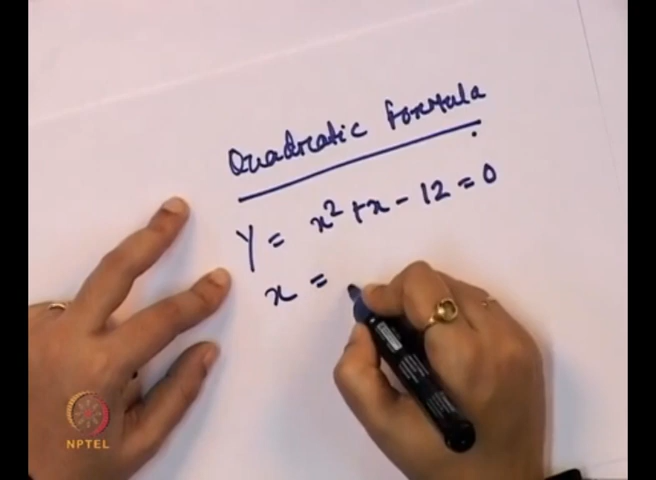 Quadratic formula
Y = x² + x - 12 = 0
x =
NPTEL